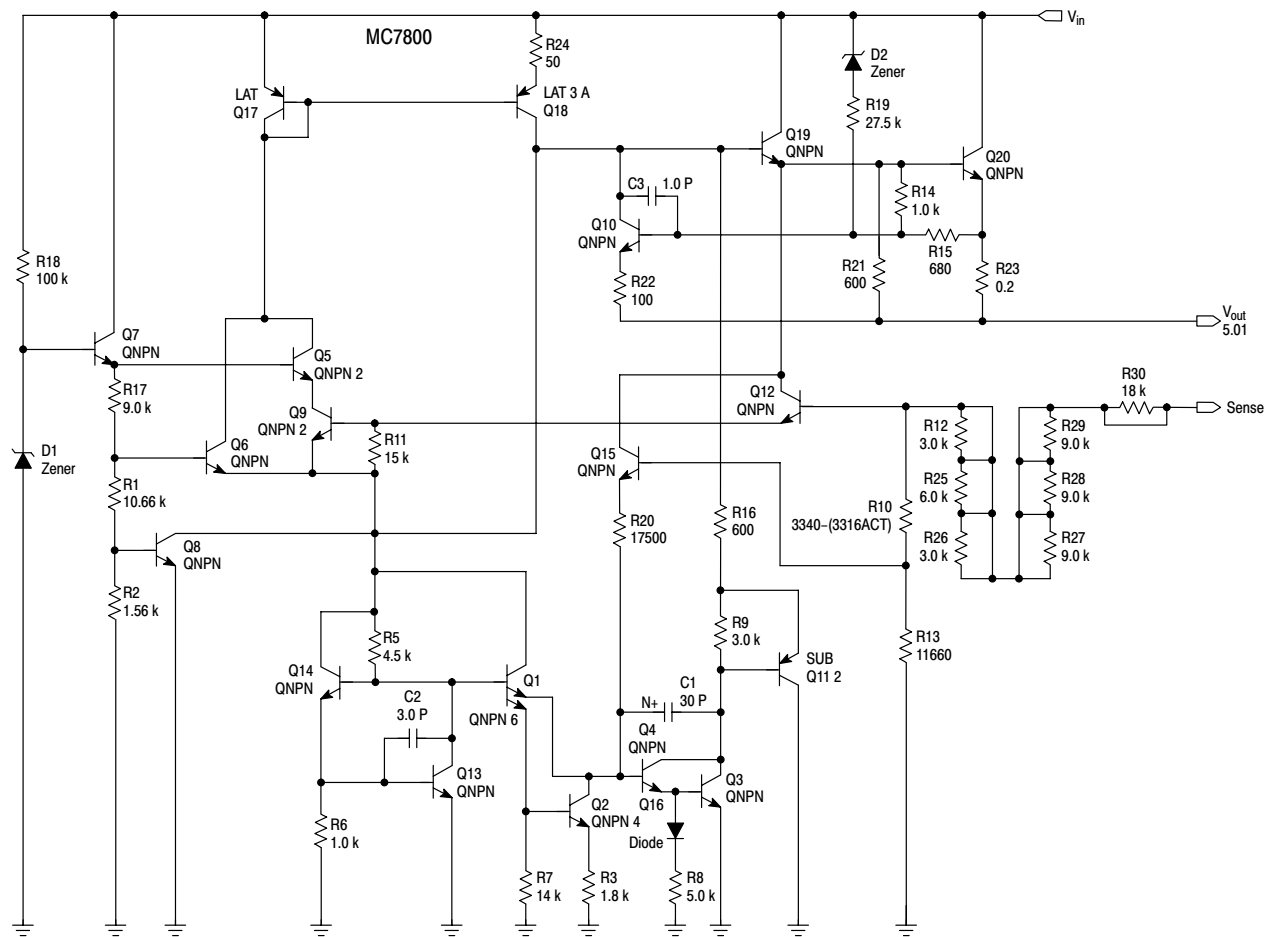 MC7800
Vin
R24
50
D2
Zener
LAT
Q17
LAT 3 A
Q18
R19
27.5 k
Q19
QNPN
Q20
QNPN
C3
1.0 P
R14
1.0 k
Q10
QNPN
R18
100 k
R22
100
R21
600
R15
680
R23
0.2
Vout
5.01
Q7
QNPN
Q5
QNPN 2
R17
9.0 k
Q9
QNPN 2
Q12
QNPN
R30
18 k
Sense
D1
Zener
Q6
QNPN
R11
15 k
Q15
QNPN
R12
3.0 k
R29
9.0 k
R1
10.66 k
R25
6.0 k
R28
9.0 k
R20
17500
R16
600
R10
3340–(3316ACT)
R26
3.0 k
R27
9.0 k
Q8
QNPN
R2
1.56 k
R5
4.5 k
R9
3.0 k
R13
11660
Q14
QNPN
Q1
QNPN 6
SUB
Q11 2
C2
3.0 P
N+
C1
30 P
Q4
QNPN
Q13
QNPN
Q2
QNPN 4
Q16
Q3
QNPN
R6
1.0 k
Diode
R7
14 k
R3
1.8 k
R8
5.0 k